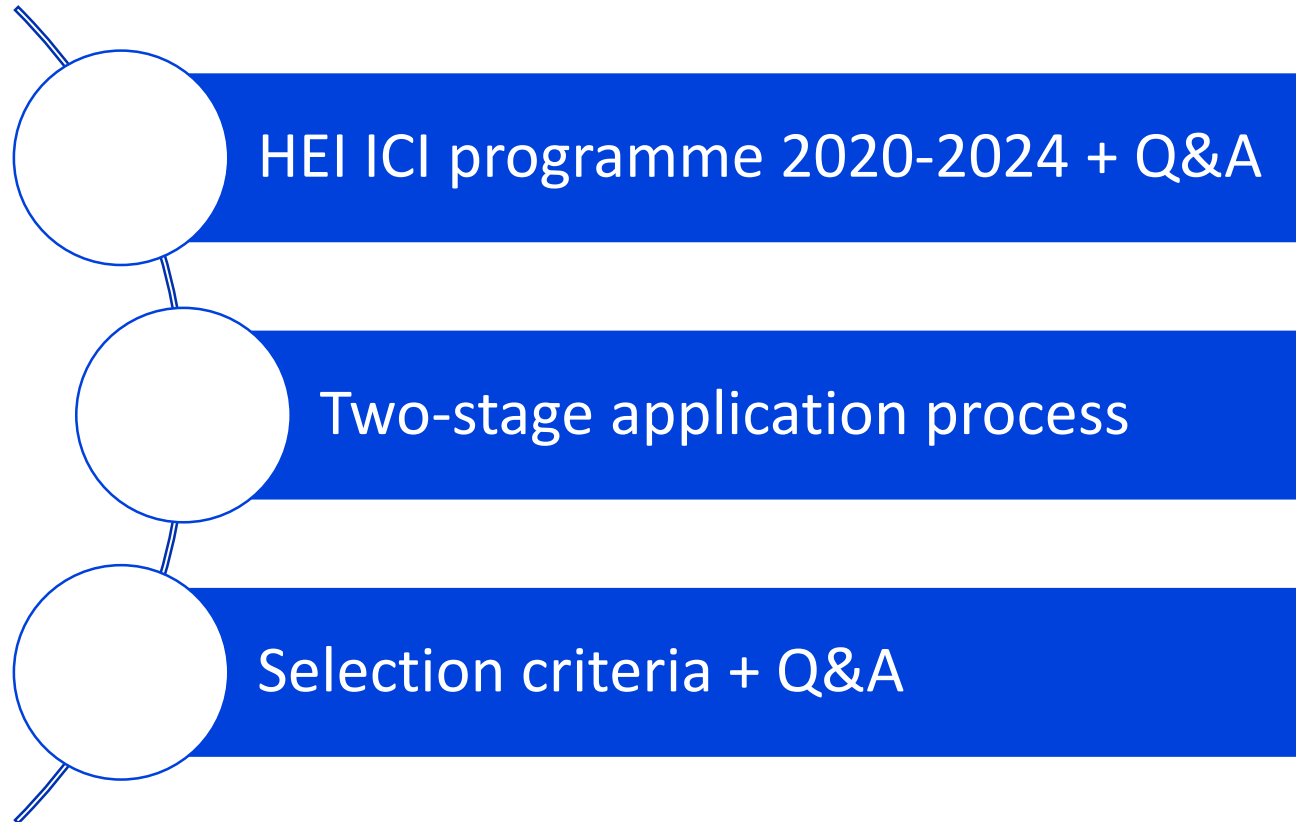 HEI ICI programme 2020-2024 + Q&A
Two-stage application process
Selection criteria + Q&A